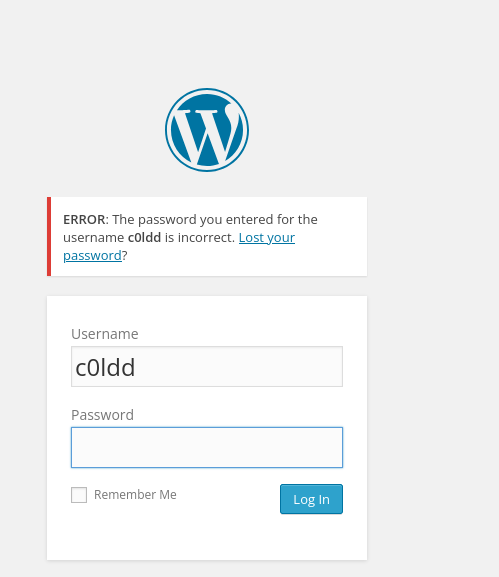 ERROR: The password you entered for the
username c0ldd is incorrect. Lost your
password?
Username
c0ldd
Password
Remember Me
Log In